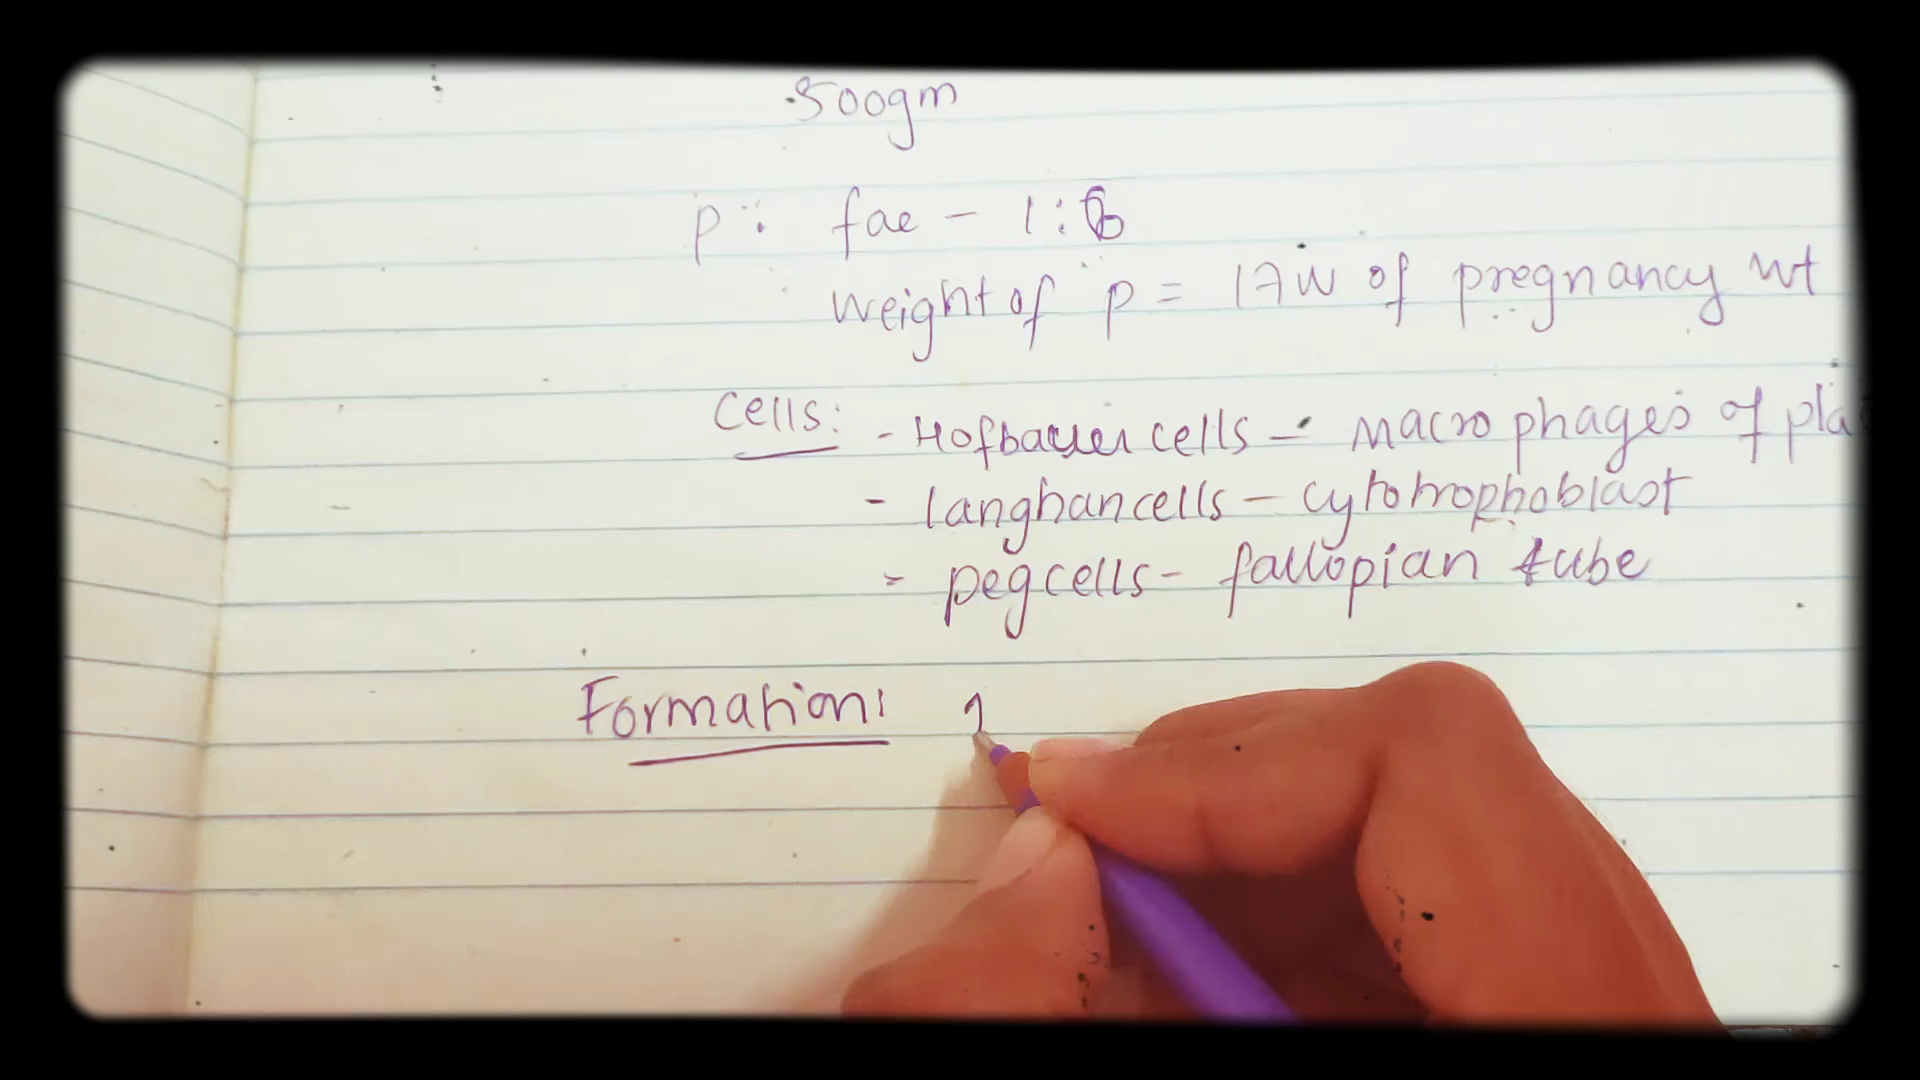 500gm
p: fae - 1:6
weight of p = 17W of pregnancy wt
Cells: - Hofbauer cells - macrophages of pla
- langhan cells - cytotrophoblast
- peg cells - fallopian tube
Formation: 1